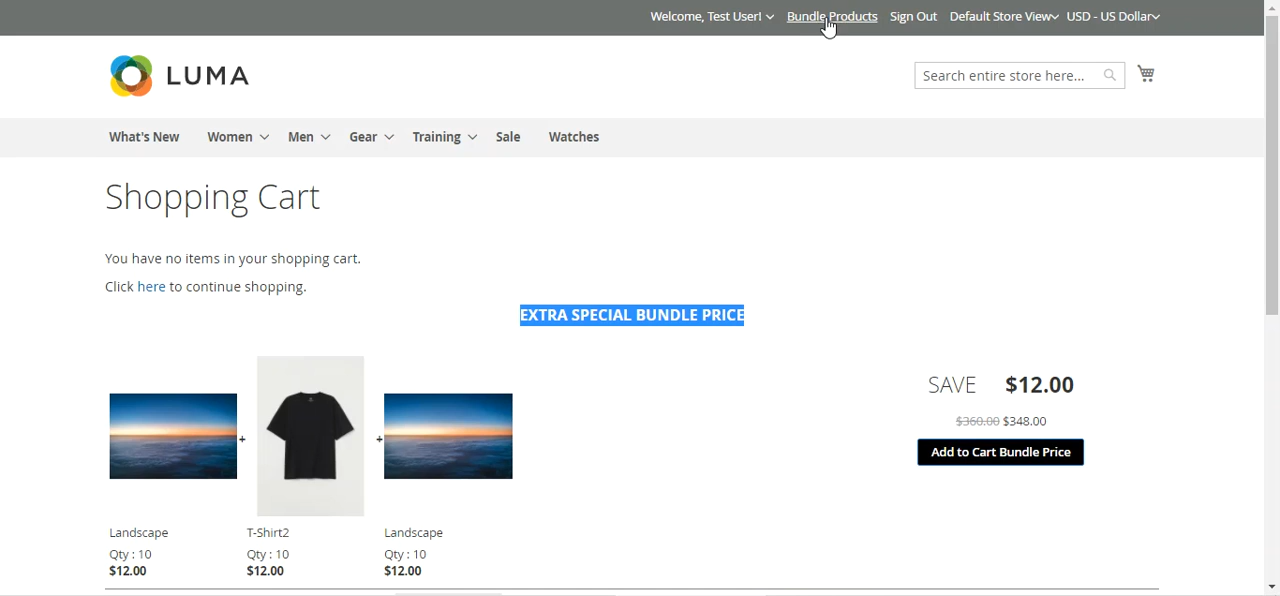 Welcome, Test User! Bundle Products Sign Out Default Store View USD - US Dollar
LUMA
Search entire store here...
What's New Women Men Gear Training Sale Watches
Shopping Cart
You have no items in your shopping cart.
Click here to continue shopping.
EXTRA SPECIAL BUNDLE PRICE
SAVE $12.00
$360.00 $348.00
Add to Cart Bundle Price
+ +
Landscape T-Shirt2 Landscape
Qty : 10 Qty : 10 Qty : 10
$12.00 $12.00 $12.00